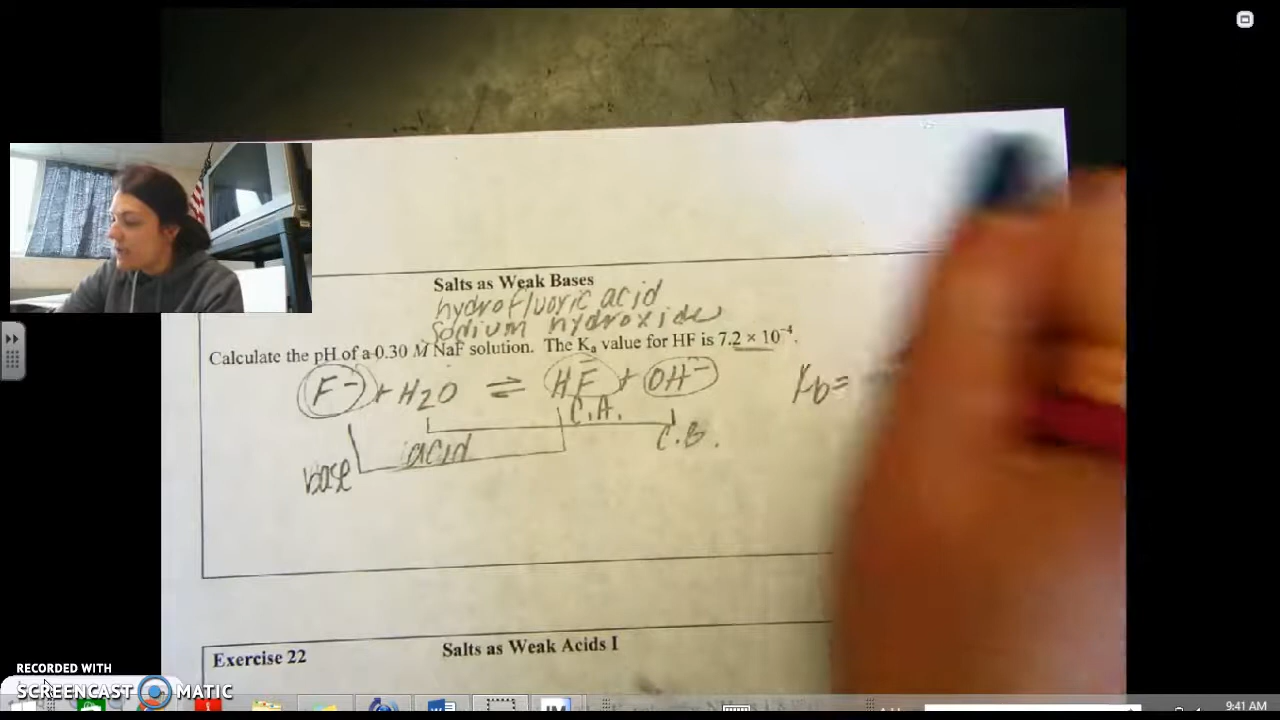 Salts as Weak Bases
hydrofluoric acid
sodium hydroxide
Calculate the pH of a 0.30 M NaF solution. The Kₐ value for HF is 7.2 × 10⁻⁴.
F⁻ + H₂O ⇌ HF + OH⁻
Kb=
C.A.
C.B.
acid
base
Exercise 22 Salts as Weak Acids I
RECORDED WITH
SCREENCAST MATIC
9:41 AM